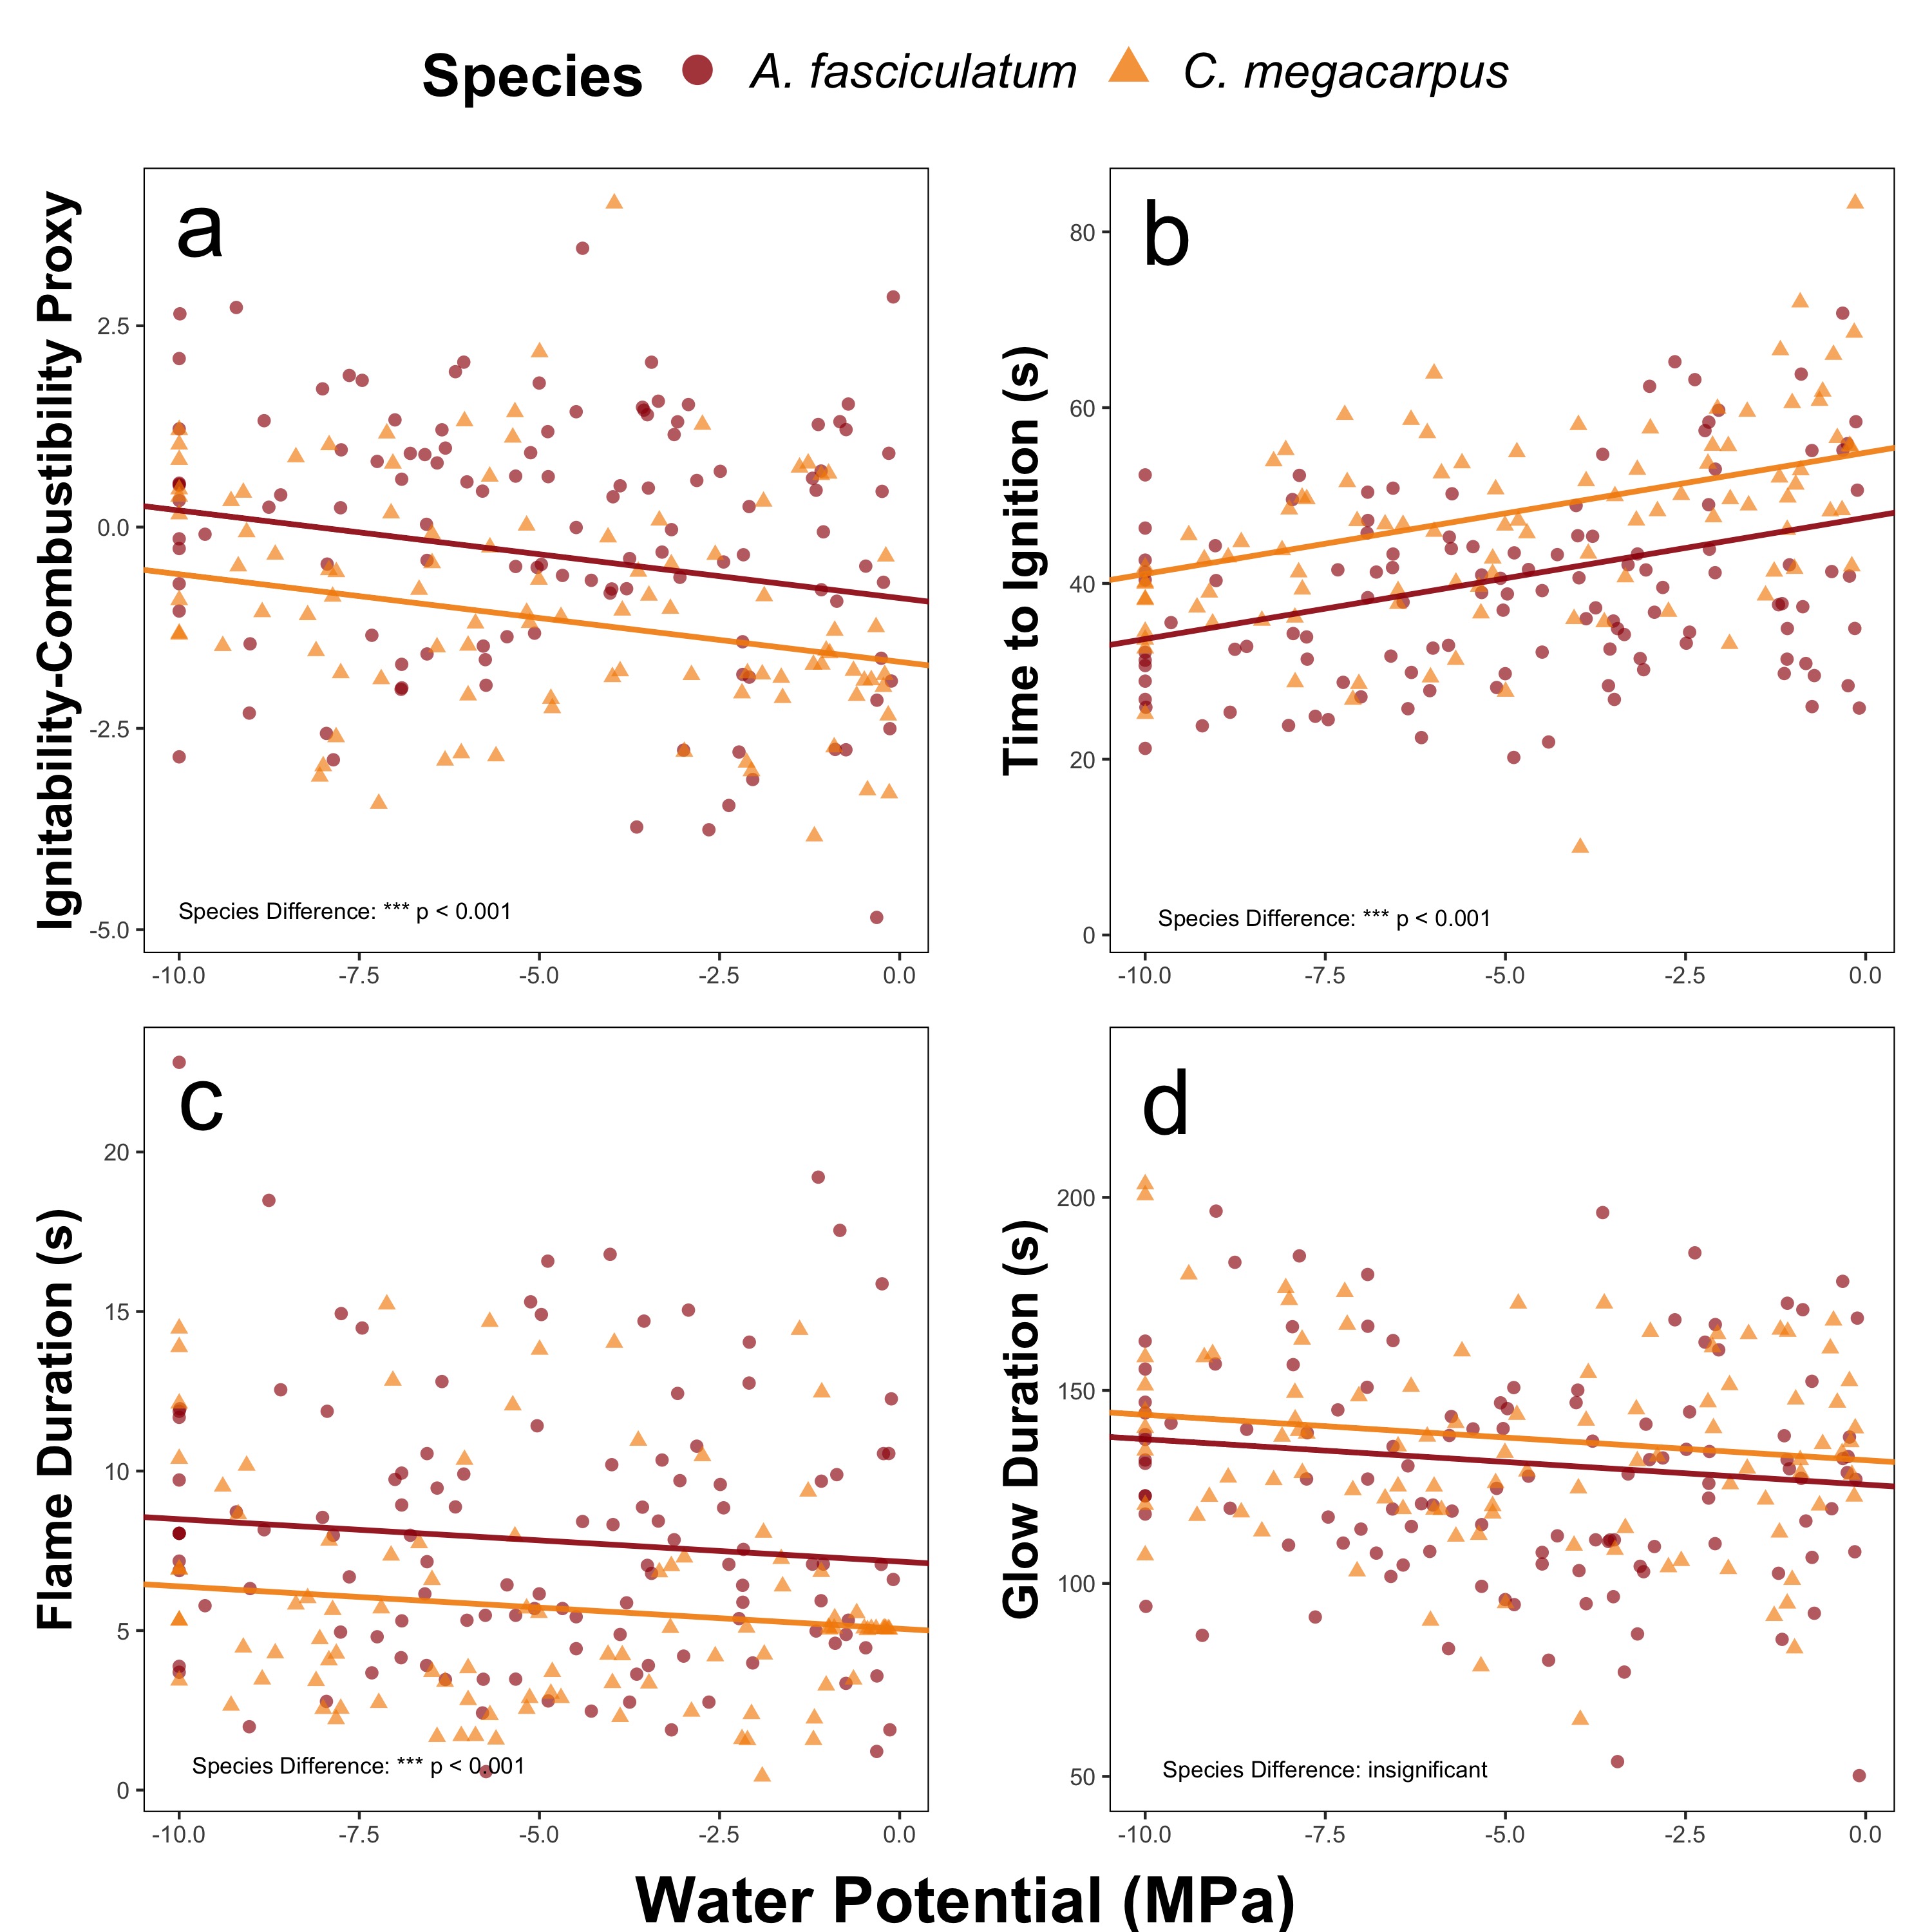 Species A. fasciculatum C. megacarpus
Ignitability-Combustibility Proxy
a
2.5
0.0
-2.5
-5.0
Species Difference: *** p < 0.001
-10.0 -7.5 -5.0 -2.5 0.0
Time to Ignition (s)
b
80
60
40
20
0
Species Difference: *** p < 0.001
-10.0 -7.5 -5.0 -2.5 0.0
Flame Duration (s)
c
20
15
10
5
0
Species Difference: *** p < 0.001
-10.0 -7.5 -5.0 -2.5 0.0
Glow Duration (s)
d
200
150
100
50
Species Difference: insignificant
-10.0 -7.5 -5.0 -2.5 0.0
Water Potential (MPa)